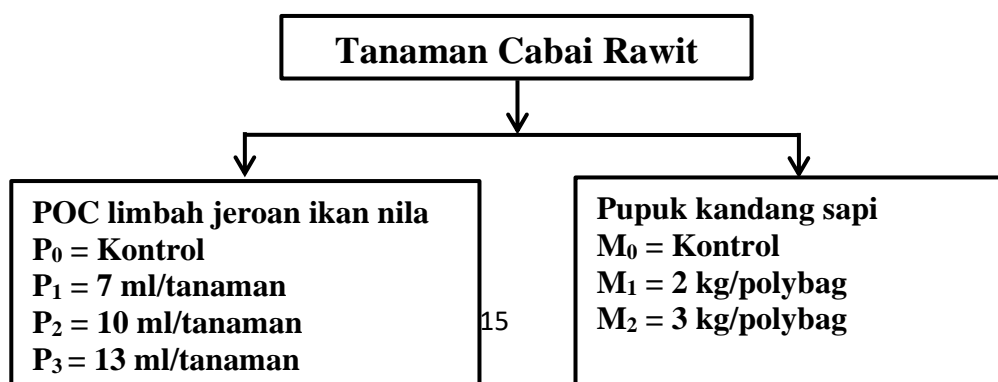 Tanaman Cabai Rawit
POC limbah jeroan ikan nila
P₀ = Kontrol
P₁ = 7 ml/tanaman
P₂ = 10 ml/tanaman
P₃ = 13 ml/tanaman
15
Pupuk kandang sapi
M₀ = Kontrol
M₁ = 2 kg/polybag
M₂ = 3 kg/polybag